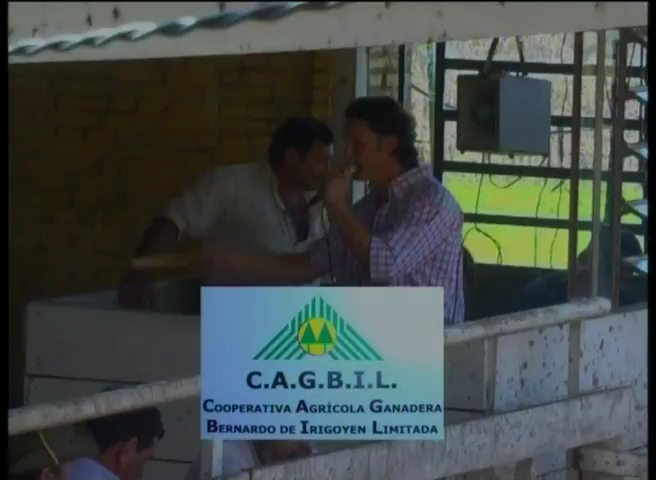 C.A.G.B.I.L.
COOPERATIVA AGRÍCOLA GANADERA
BERNARDO DE IRIGOYEN LIMITADA